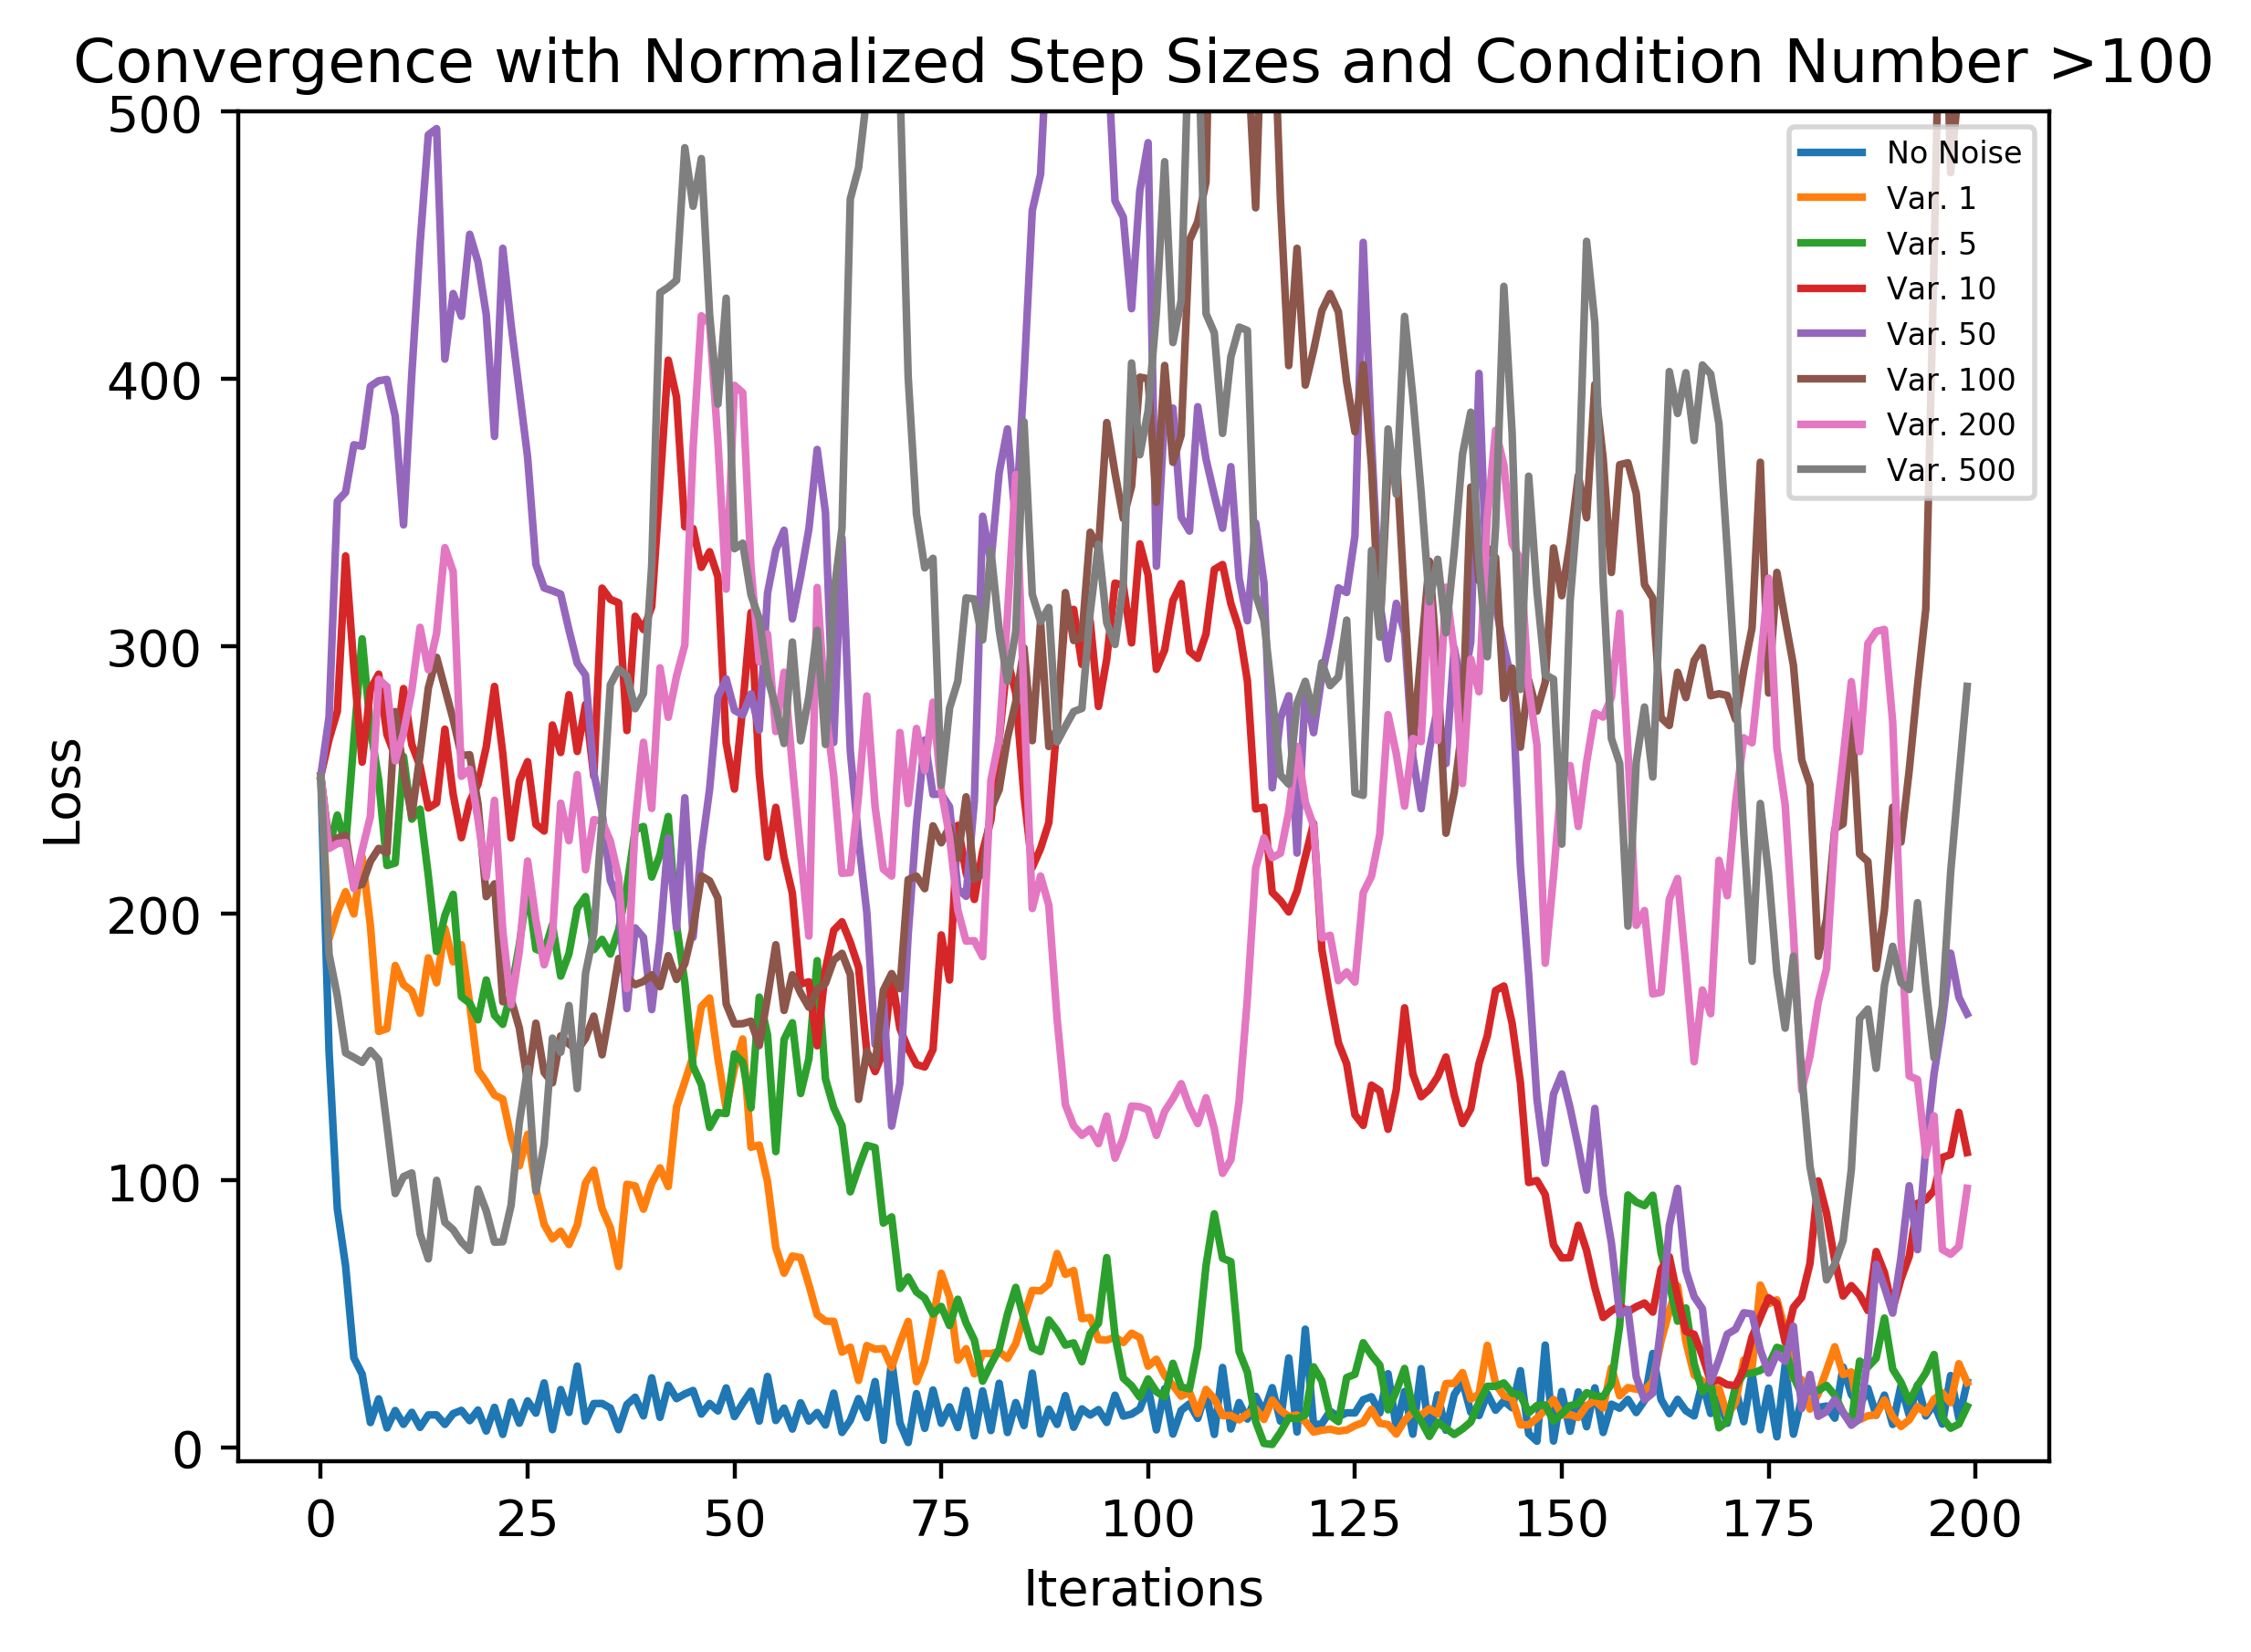 Convergence with Normalized Step Sizes and Condition Number >100
500
400
300
200
100
0
Loss
No Noise
Var. 1
Var. 5
Var. 10
Var. 50
Var. 100
Var. 200
Var. 500
0 25 50 75 100 125 150 175 200
Iterations